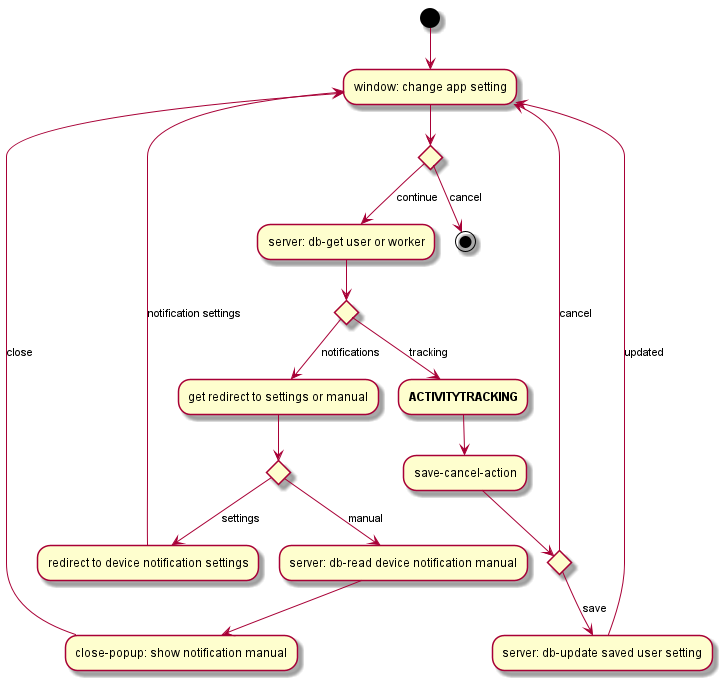 window: change app setting
continue
cancel
server: db-get user or worker
notification settings
cancel
close
notifications
tracking
updated
get redirect to settings or manual
ACTIVITYTRACKING
save-cancel-action
settings
manual
redirect to device notification settings
server: db-read device notification manual
save
close-popup: show notification manual
server: db-update saved user setting